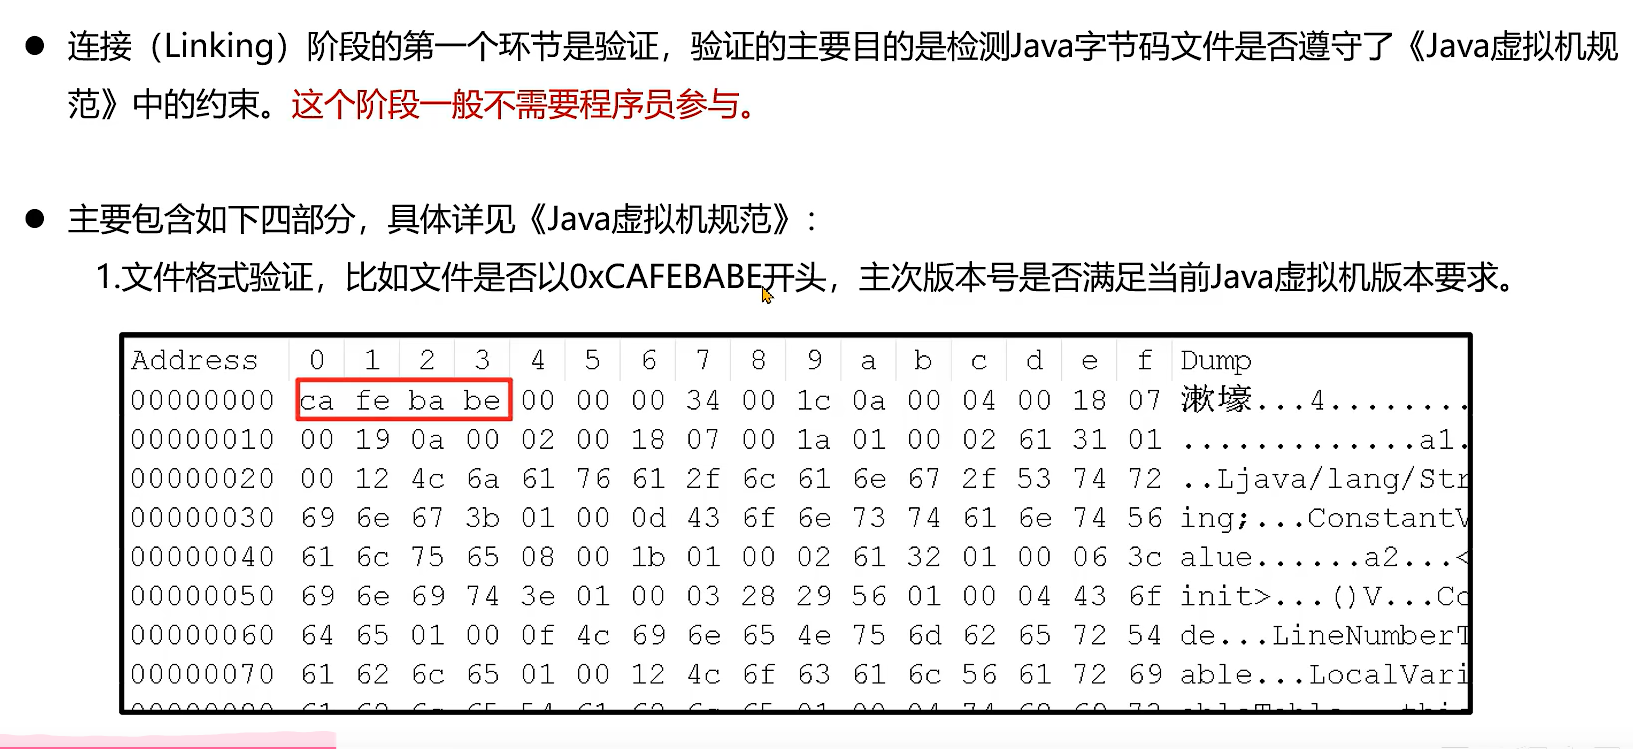 ● 连接（Linking）阶段的第一个环节是验证，验证的主要目的是检测Java字节码文件是否遵守了《Java虚拟机规
范》中的约束。这个阶段一般不需要程序员参与。
● 主要包含如下四部分，具体详见《Java虚拟机规范》：
1.文件格式验证，比如文件是否以0xCAFEBABE开头，主次版本号是否满足当前Java虚拟机版本要求。
Address 0 1 2 3 4 5 6 7 8 9 a b c d e f Dump
00000000 ca fe ba be 00 00 00 34 00 1c 0a 00 04 00 18 07 漱壕...4........
00000010 00 19 0a 00 02 00 18 07 00 1a 01 00 02 61 31 01 .............a1.
00000020 00 12 4c 6a 61 76 61 2f 6c 61 6e 67 2f 53 74 72 ..Ljava/lang/Str
00000030 69 6e 67 3b 01 00 0d 43 6f 6e 73 74 61 6e 74 56 ing;...ConstantV
00000040 61 6c 75 65 08 00 1b 01 00 02 61 32 01 00 06 3c alue......a2...<
00000050 69 6e 69 74 3e 01 00 03 28 29 56 01 00 04 43 6f init>...()V...Co
00000060 64 65 01 00 0f 4c 69 6e 65 4e 75 6d 62 65 72 54 de...LineNumberT
00000070 61 62 6c 65 01 00 12 4c 6f 63 61 6c 56 61 72 69 able...LocalVari